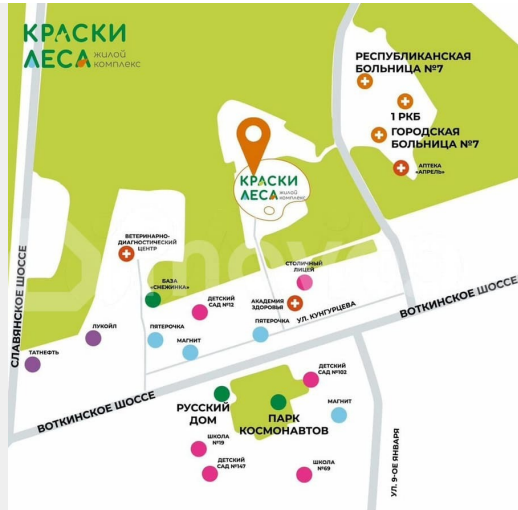 КРАСКИ
ЛЕСА жилой
комплекс
РЕСПУБЛИКАНСКАЯ
БОЛЬНИЦА №7
1 РКБ
ГОРОДСКАЯ
БОЛЬНИЦА №7
АПТЕКА
«АПРЕЛЬ»
КРАСКИ
ЛЕСА жилой
комплекс
ВЕТЕРИНАРНО-
ДИАГНОСТИЧЕСКИЙ
ЦЕНТР
СТОЛИЧНЫЙ
ЛИЦЕЙ
БАЗА
«СНЕЖИНКА»
ДЕТСКИЙ
САД №12
АКАДЕМИЯ
ЗДОРОВЬЯ
УЛ. КУНГУРЦЕВА
ВОТКИНСКОЕ ШОССЕ
СЛАВЯНСКОЕ ШОССЕ
ЛУКОЙЛ
ПЯТЕРОЧКА
ПЯТЕРОЧКА
МАГНИТ
ТАТНЕФТЬ
ДЕТСКИЙ
САД №102
ВОТКИНСКОЕ ШОССЕ
РУССКИЙ
ДОМ
ПАРК
КОСМОНАВТОВ
МАГНИТ
ШКОЛА
№19
ДЕТСКИЙ
САД №147
ШКОЛА
№69
УЛ. 9-ОЕ ЯНВАРЯ